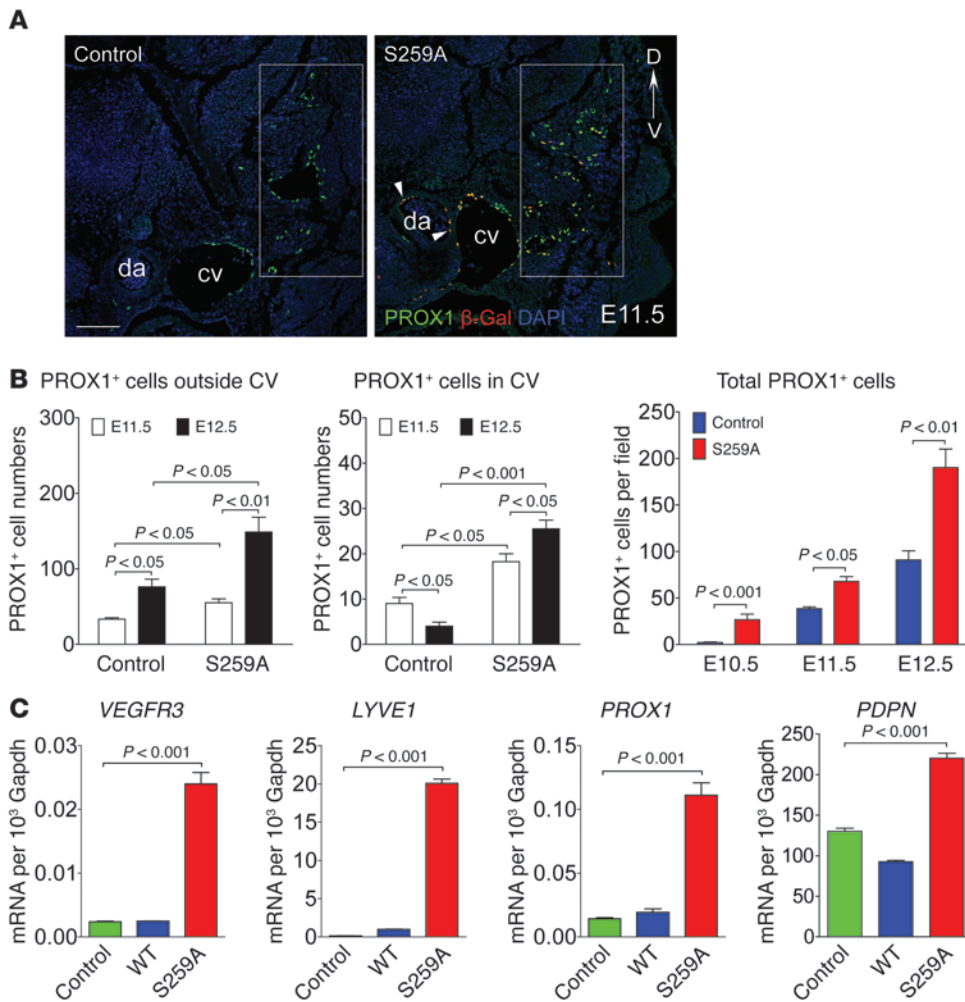 A
Control
S259A
D
V
da
cv
da
cv
PROX1 β-Gal DAPI
E11.5
B
PROX1⁺ cells outside CV
PROX1⁺ cells in CV
Total PROX1⁺ cells
PROX1⁺ cell numbers
300
200
100
0
E11.5
E12.5
P < 0.05
P < 0.01
P < 0.05
P < 0.05
Control
S259A
PROX1⁺ cell numbers
50
40
30
20
10
0
E11.5
E12.5
P < 0.001
P < 0.05
P < 0.05
P < 0.05
Control
S259A
PROX1⁺ cells per field
250
200
150
100
50
0
Control
S259A
P < 0.01
P < 0.05
P < 0.001
E10.5
E11.5
E12.5
C
VEGFR3
LYVE1
PROX1
PDPN
mRNA per 10³ Gapdh
0.03
0.02
0.01
0.00
P < 0.001
Control
WT
S259A
mRNA per 10³ Gapdh
25
20
15
10
5
0
P < 0.001
Control
WT
S259A
mRNA per 10³ Gapdh
0.15
0.10
0.05
0.00
P < 0.001
Control
WT
S259A
mRNA per 10³ Gapdh
250
200
150
100
50
0
P < 0.001
Control
WT
S259A